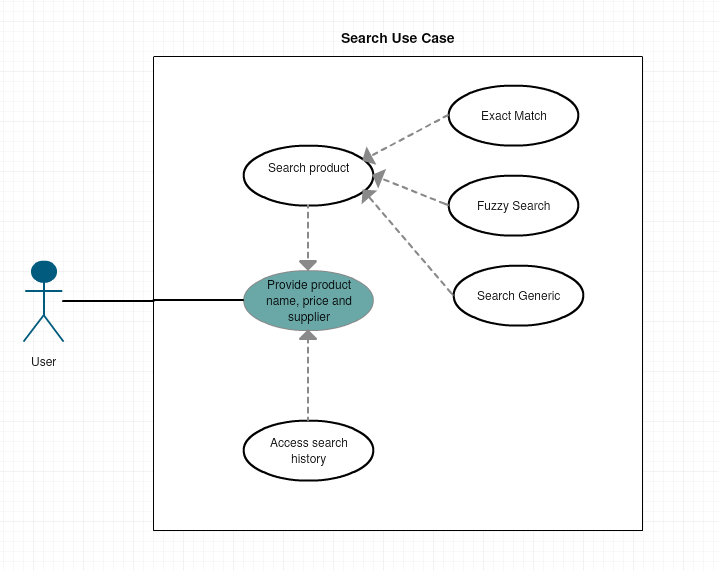 Search Use Case
Exact Match
Search product
Fuzzy Search
Provide product
name, price and
supplier
Search Generic
User
Access search
history